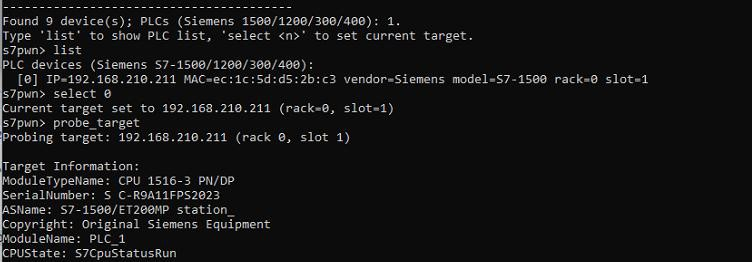 ----------------------------------------
Found 9 device(s); PLCs (Siemens 1500/1200/300/400): 1.
Type 'list' to show PLC list, 'select <n>' to set current target.
s7pwn> list
PLC devices (Siemens S7-1500/1200/300/400):
  [0] IP=192.168.210.211 MAC=ec:1c:5d:d5:2b:c3 vendor=Siemens model=S7-1500 rack=0 slot=1
s7pwn> select 0
Current target set to 192.168.210.211 (rack=0, slot=1)
s7pwn> probe_target
Probing target: 192.168.210.211 (rack 0, slot 1)

Target Information:
ModuleTypeName: CPU 1516-3 PN/DP
SerialNumber: S C-R9A11FPS2023
ASName: S7-1500/ET200MP station_
Copyright: Original Siemens Equipment
ModuleName: PLC_1
CPUState: S7CpuStatusRun